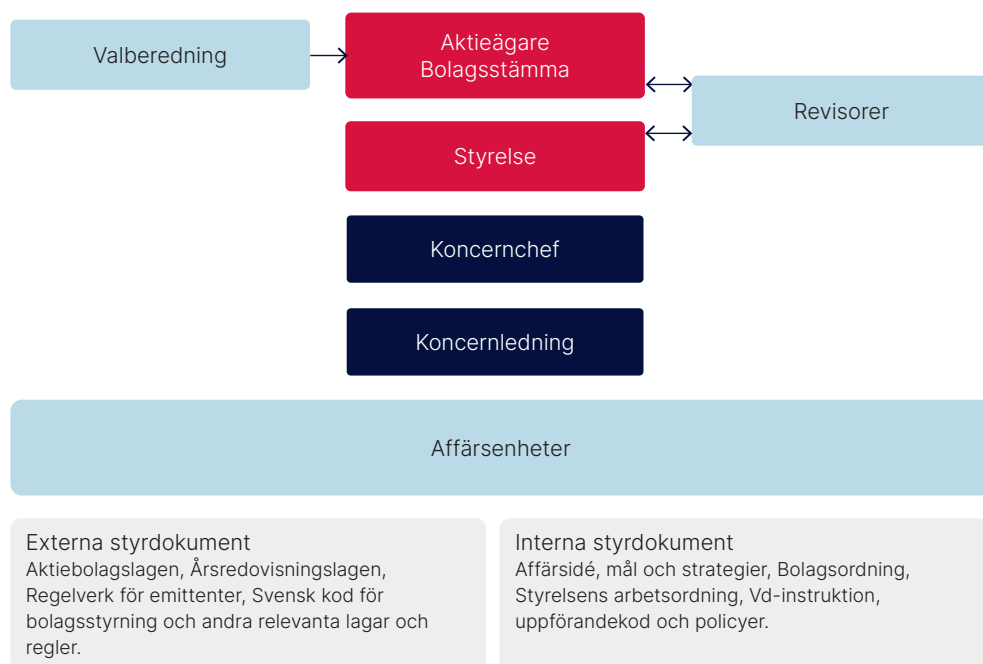 Valberedning
Aktieägare
Bolagsstämma
Revisorer
Styrelse
Koncernchef
Koncernledning
Affärsenheter
Externa styrdokument
Aktiebolagslagen, Årsredovisningslagen,
Regelverk för emittenter, Svensk kod för
bolagsstyrning och andra relevanta lagar och
regler.
Interna styrdokument
Affärsidé, mål och strategier, Bolagsordning,
Styrelsens arbetsordning, Vd-instruktion,
uppförandekod och policyer.